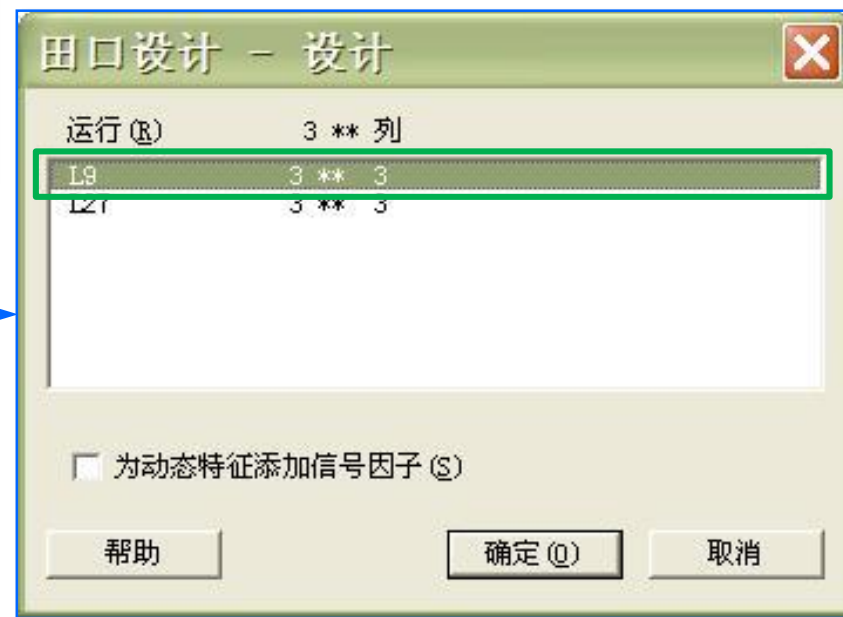 田口设计 - 设计
运行(R) 3 ** 列
L9 3 ** 3
L27 3 ** 3
为动态特征添加信号因子(S)
帮助 确定(O) 取消